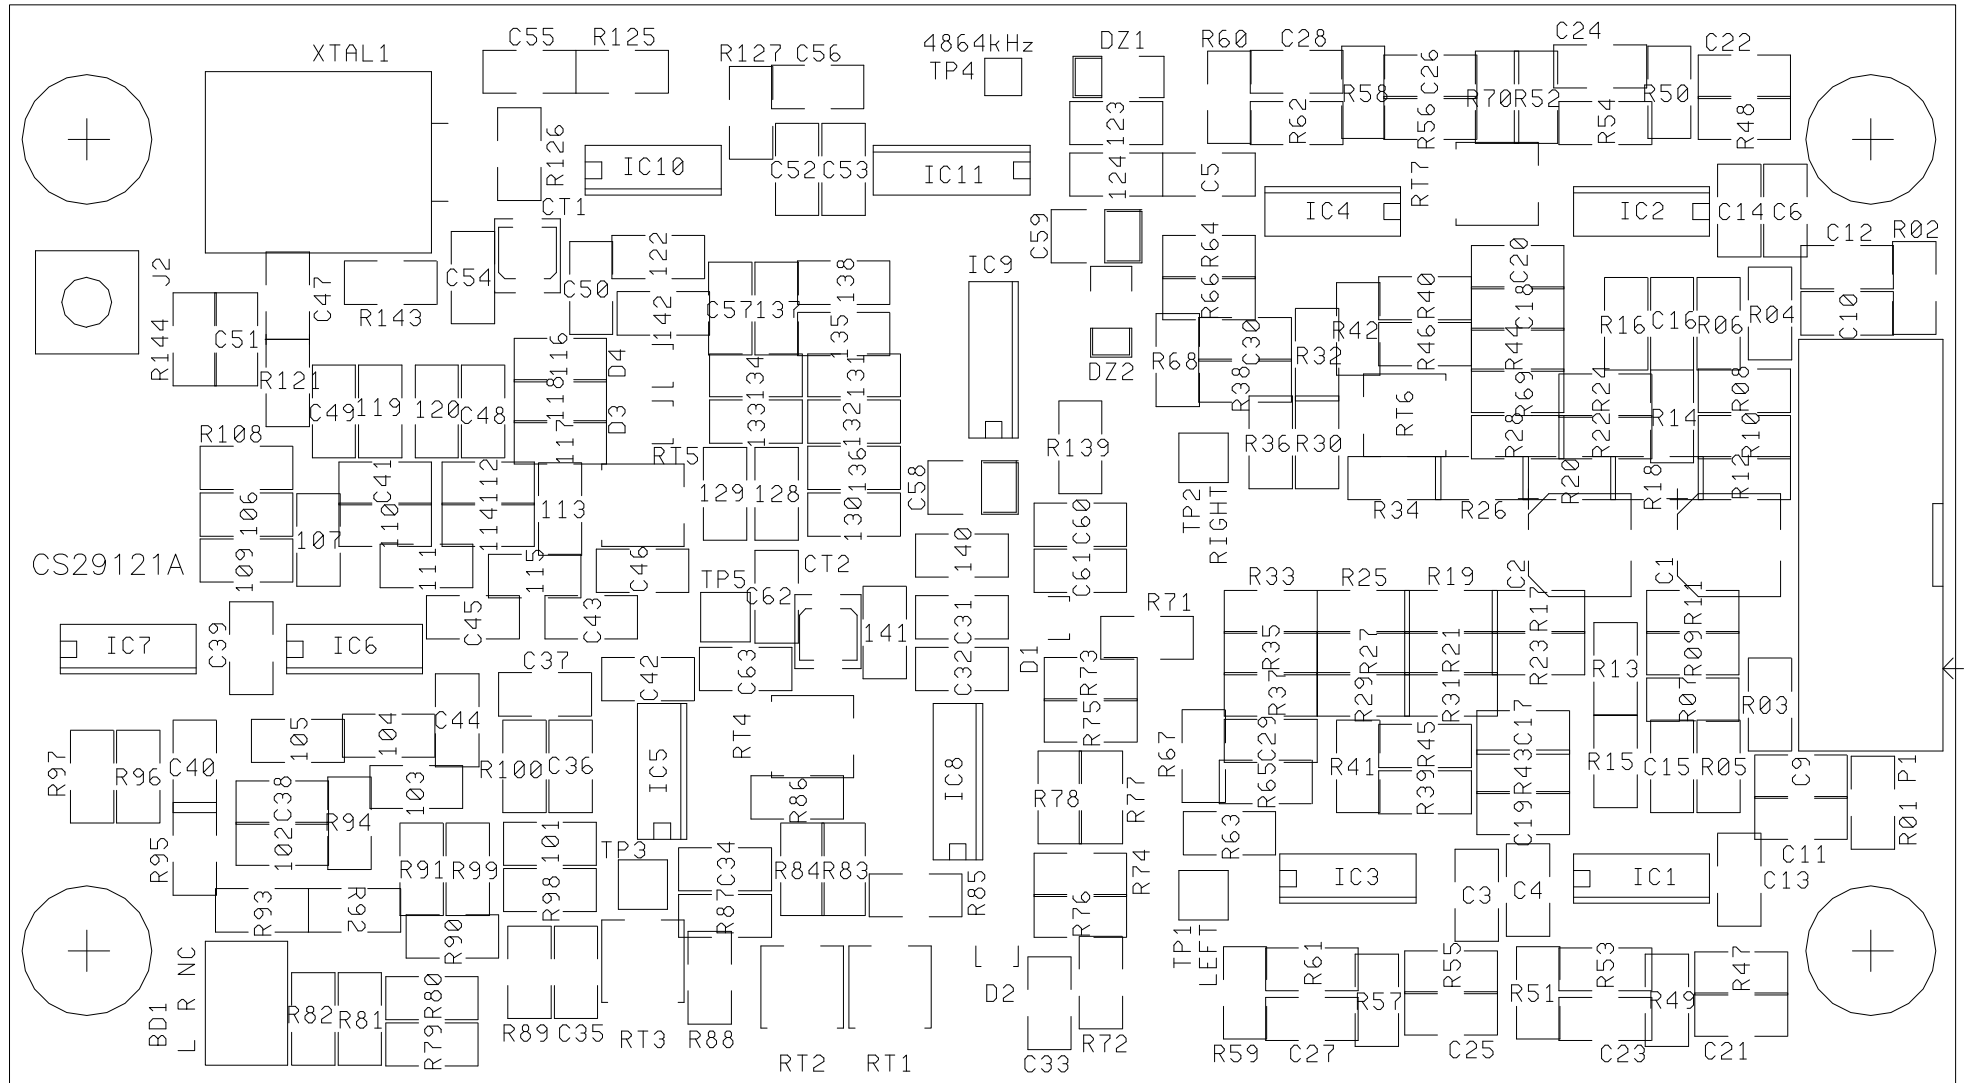 XTAL1
C55
R125
R127
C56
4864kHz
TP4
DZ1
R60
C28
R58
C26
R70
R52
C24
R50
C22
R62
R56
R54
R48
123
124
C5
R126
IC10
C52
C53
IC11
RT7
IC4
IC2
C14
C6
CT1
C59
R64
R66
C12
R02
J2
C47
R143
C54
C50
122
142
C57
137
138
135
IC9
DZ2
R144
C51
R121
116
118
117
D4
D3
134
133
131
132
R68
C30
R38
R32
R42
R40
R46
C20
C18
R44
R69
R28
R16
C16
R06
R04
C10
R24
R22
R14
R08
R10
R12
RT6
R36
R30
C49
119
120
C48
R108
106
109
107
C41
110
112
114
113
RT5
129
128
136
130
C58
R139
TP2
RIGHT
R34
R26
R20
R18
CS29121A
111
115
C46
TP5
C62
CT2
140
C60
C61
C2
C1
R33
R25
R19
R17
R11
C45
C43
141
C31
C32
R71
D1
R73
R75
R35
R37
R27
R29
R21
R31
R23
R13
R09
R07
R03
IC7
C39
IC6
C37
C42
C63
RT4
R97
R96
C40
105
104
C44
103
R100
C36
IC5
R86
IC8
R78
R77
R67
C29
R65
R41
R45
R39
C17
R43
C19
R15
C15
R05
C9
P1
R01
C38
102
R94
R95
R91
R99
101
R98
TP3
C34
R87
R84
R83
R85
R74
R76
R63
IC3
C3
C4
IC1
C11
C13
R93
R92
R90
TP1
LEFT
BD1
L R NC
R82
R81
R80
R79
R89
C35
RT3
R88
RT2
RT1
D2
C33
R72
R59
R61
C27
R57
R55
C25
R51
R53
C23
R49
R47
C21